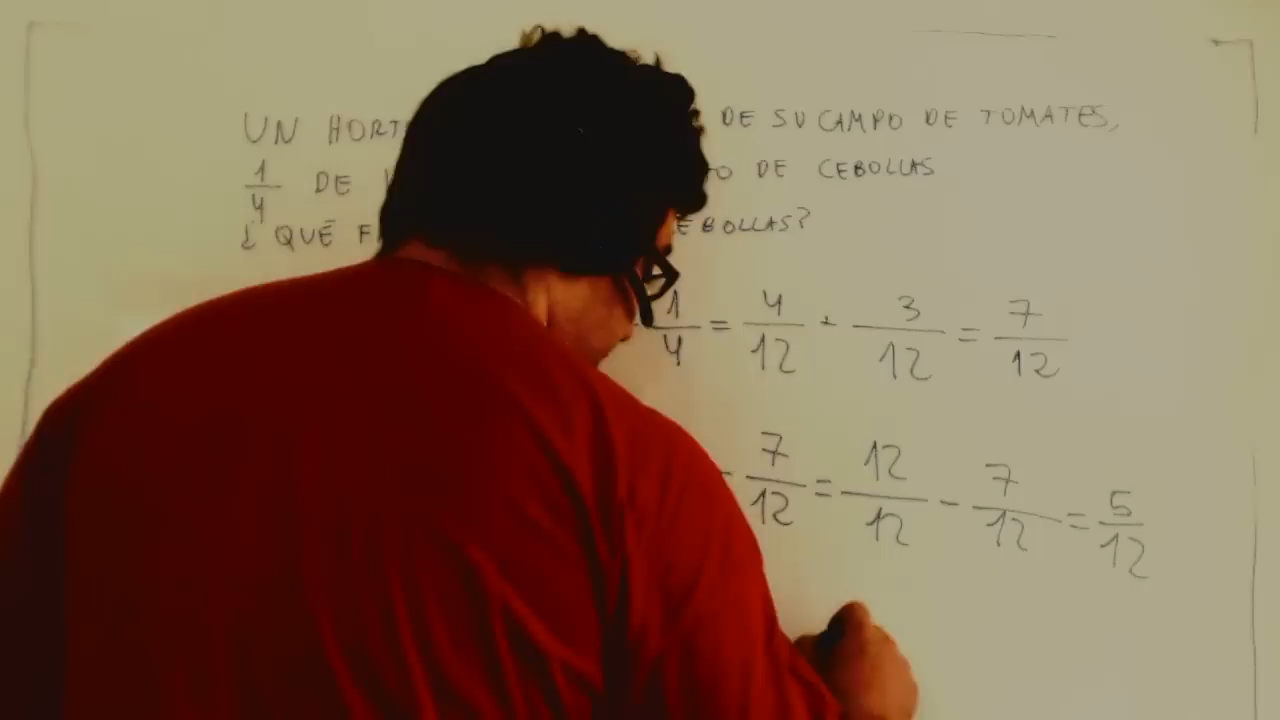 UN HORT DE SU CAMPO DE TOMATES,
1/4 DE DE CEBOLLAS
¿QUÉ F EBOLLAS?
1/4 = 4/12 + 3/12 = 7/12
- 7/12 = 12/12 - 7/12 = 5/12